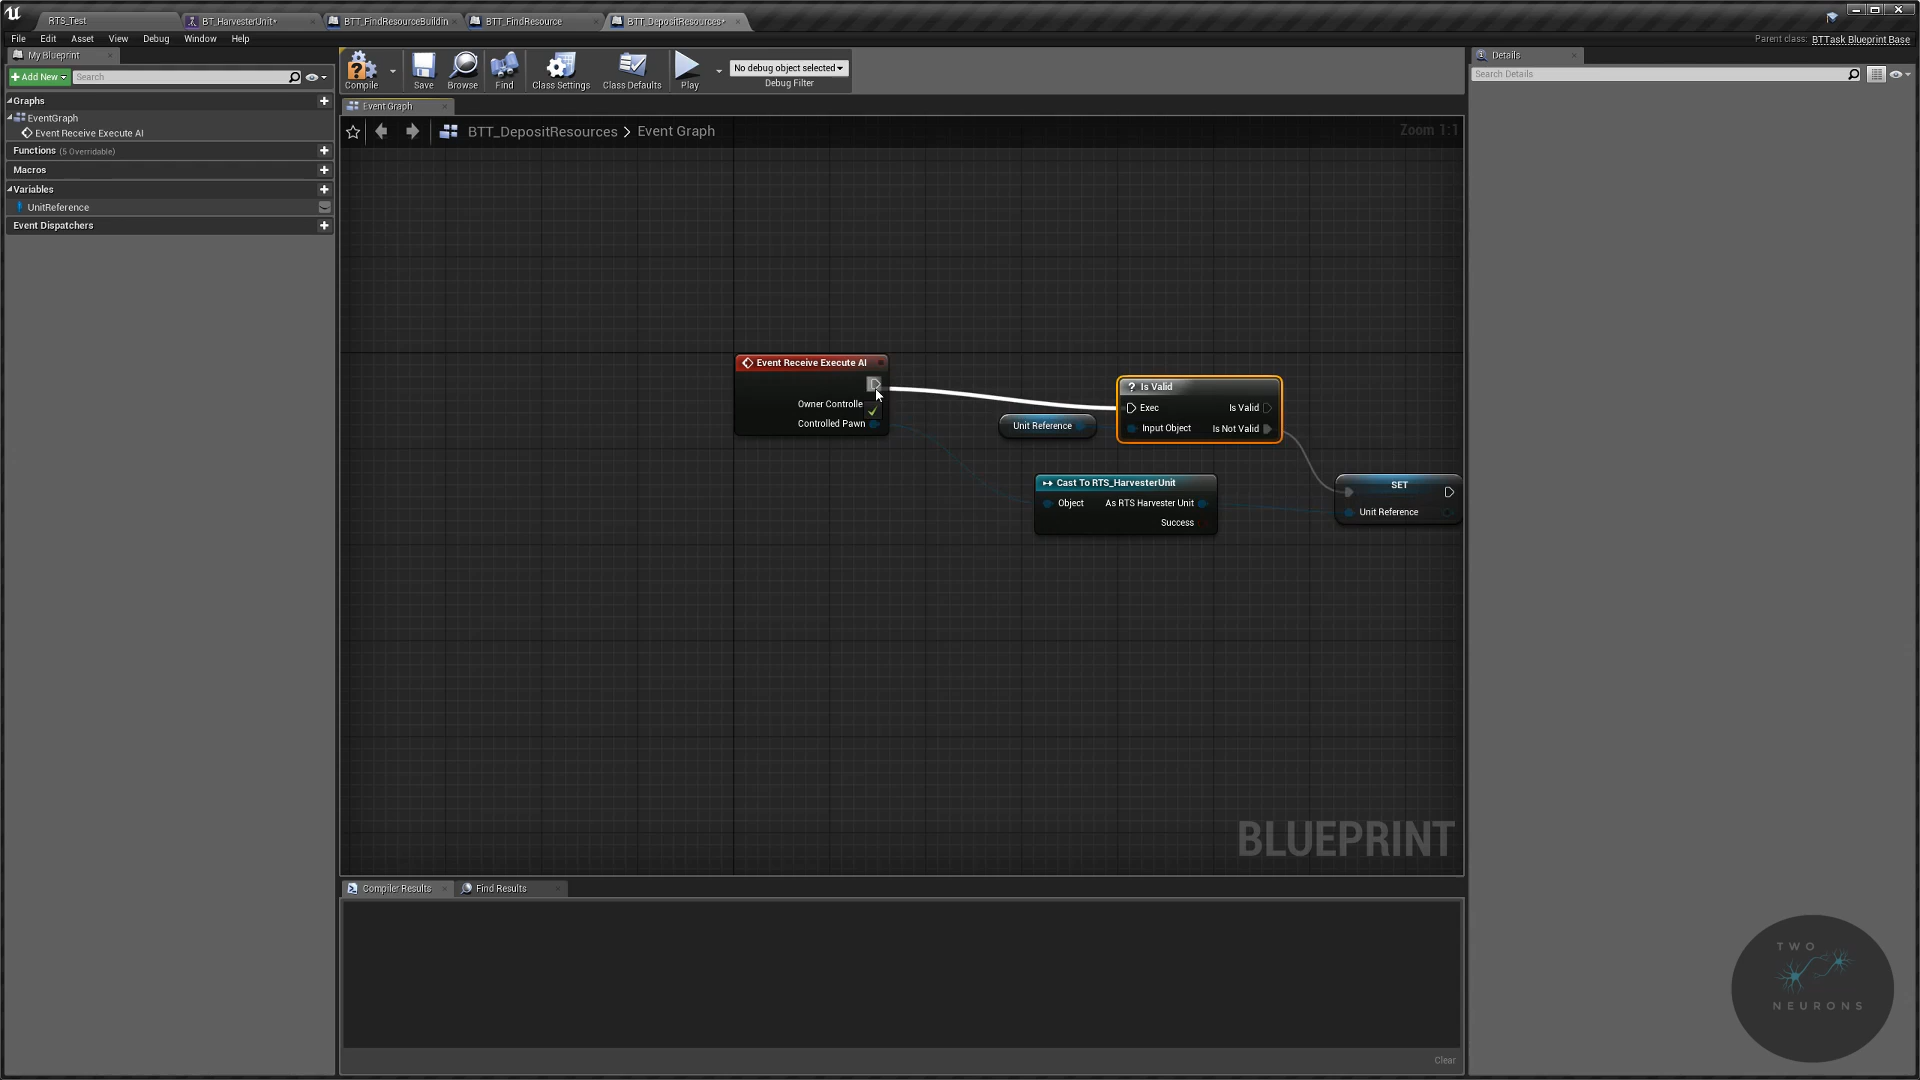 RTS_Test
BT_HarvesterUnit*
BTT_FindResourceBuildin
BTT_FindResource
BTT_DepositResources*
File Edit Asset View Debug Window Help
Parent class: BTTask Blueprint Base
My Blueprint
Add New
Search
Graphs
EventGraph
Event Receive Execute AI
Functions (5 Overridable)
Macros
Variables
UnitReference
Event Dispatchers
Compile
Save
Browse
Find
Class Settings
Class Defaults
Play
No debug object selected
Debug Filter
Event Graph
BTT_DepositResources > Event Graph
Zoom 1:1
Event Receive Execute AI
Owner Controlle
Controlled Pawn
Unit Reference
? Is Valid
Exec Is Valid
Input Object Is Not Valid
Cast To RTS_HarvesterUnit
Object As RTS Harvester Unit
Success
SET
Unit Reference
BLUEPRINT
Compiler Results
Find Results
Clear
Details
Search Details
TWO
NEURONS